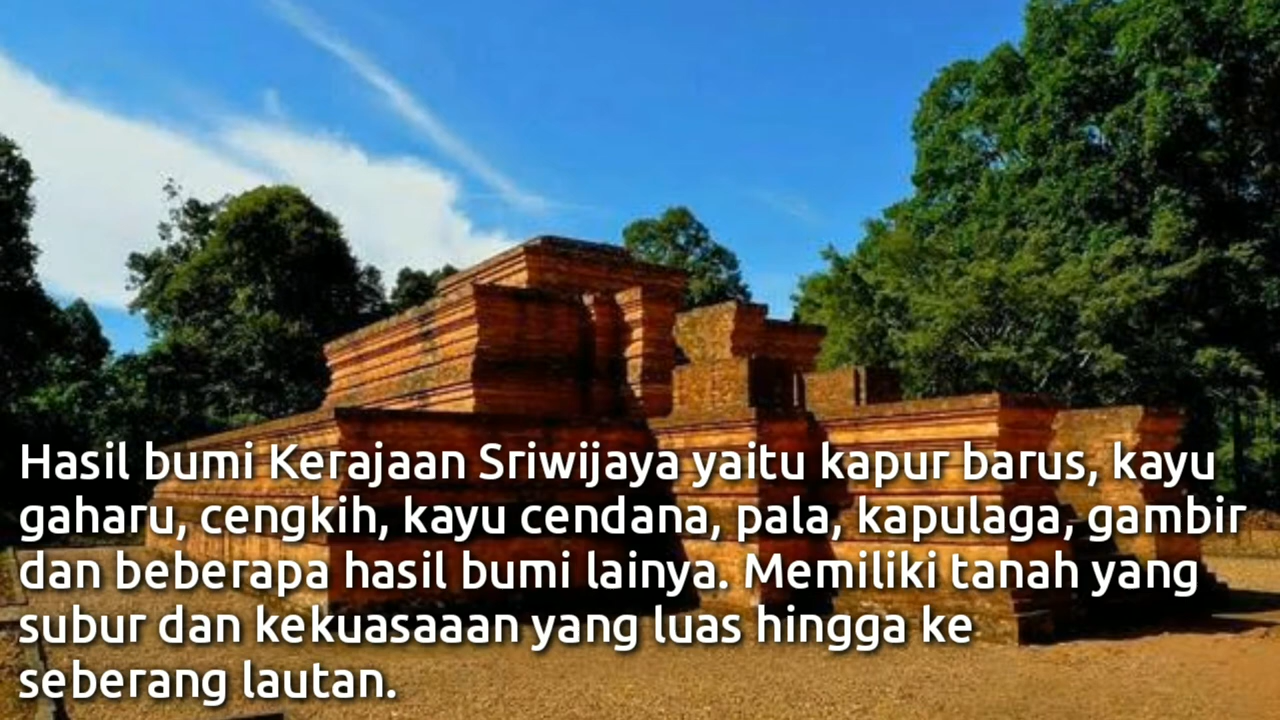 Hasil bumi Kerajaan Sriwijaya yaitu kapur barus, kayu
gaharu, cengkih, kayu cendana, pala, kapulaga, gambir
dan beberapa hasil bumi lainya. Memiliki tanah yang
subur dan kekuasaaan yang luas hingga ke
seberang lautan.